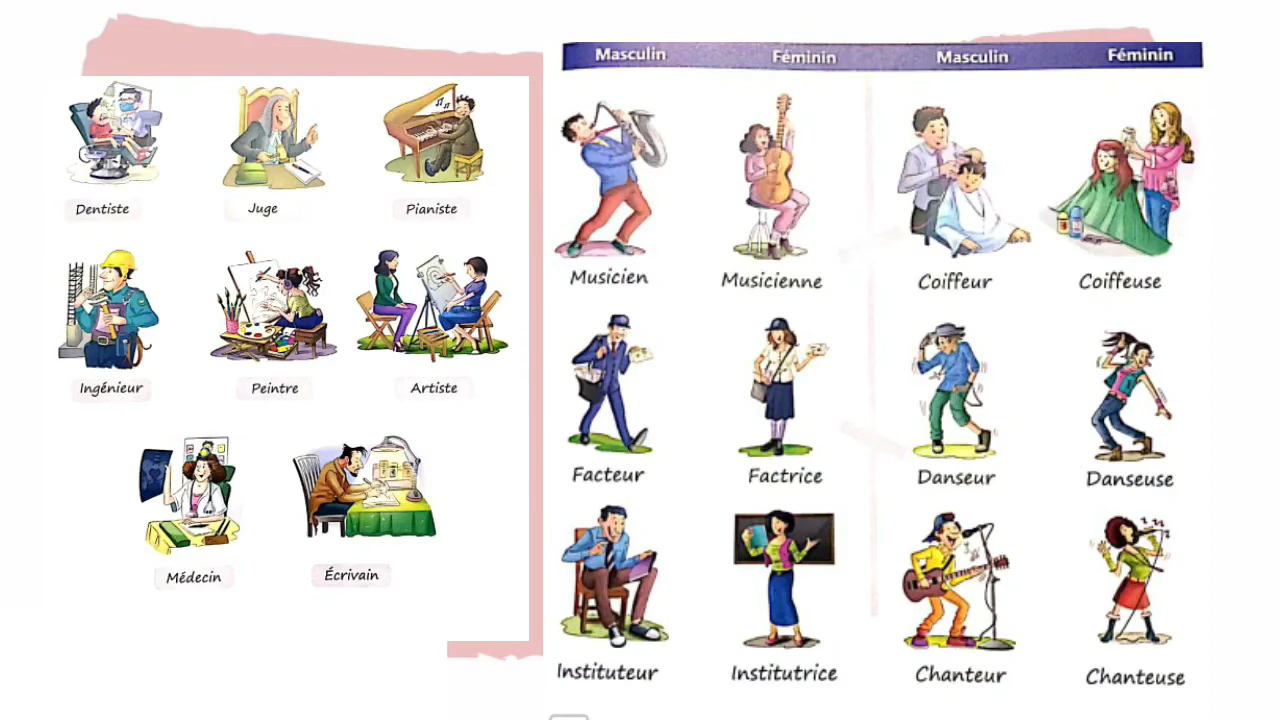 Dentiste
Juge
Pianiste
Ingénieur
Peintre
Artiste
Médecin
Écrivain
Masculin Féminin Masculin Féminin
Musicien Musicienne Coiffeur Coiffeuse
Facteur Factrice Danseur Danseuse
Instituteur Institutrice Chanteur Chanteuse